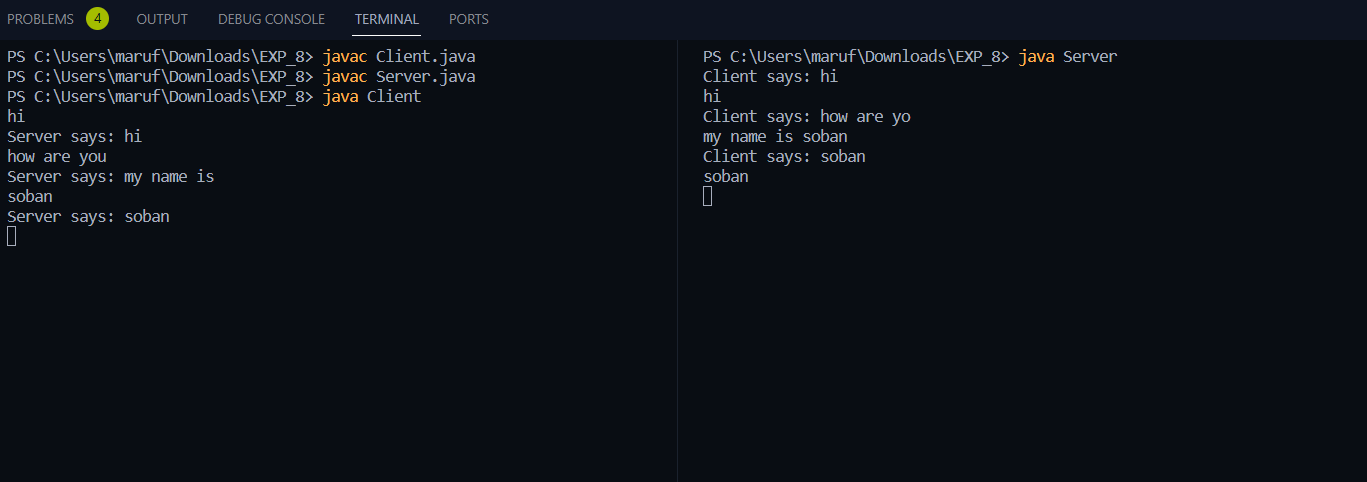 PROBLEMS 4 OUTPUT DEBUG CONSOLE TERMINAL PORTS
PS C:\Users\maruf\Downloads\EXP_8> javac Client.java
PS C:\Users\maruf\Downloads\EXP_8> javac Server.java
PS C:\Users\maruf\Downloads\EXP_8> java Client
hi
Server says: hi
how are you
Server says: my name is
soban
Server says: soban
PS C:\Users\maruf\Downloads\EXP_8> java Server
Client says: hi
hi
Client says: how are yo
my name is soban
Client says: soban
soban